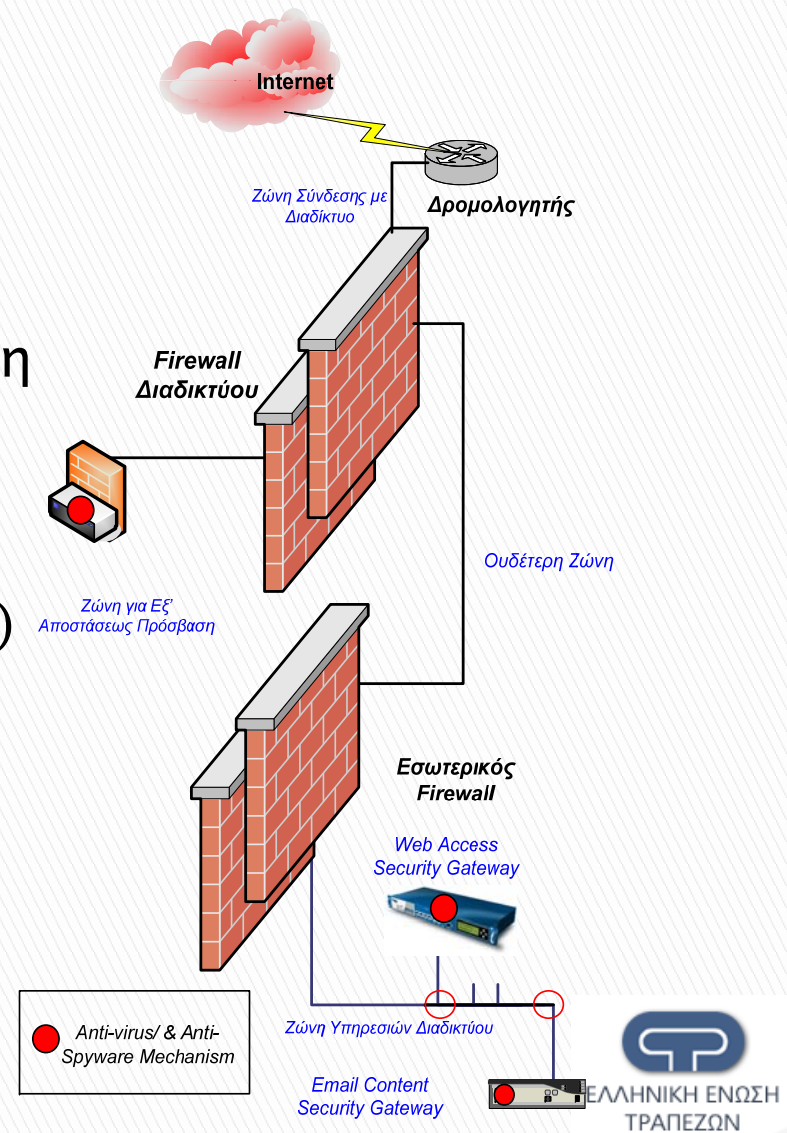 Internet
Ζώνη Σύνδεσης με
Διαδίκτυο
Δρομολογητής
η
Firewall
Διαδικτύου
Ουδέτερη Ζώνη
Ζώνη για Εξ’
Αποστάσεως Πρόσβαση
)
Εσωτερικός
Firewall
Web Access
Security Gateway
Anti-virus/ & Anti-
Spyware Mechanism
Ζώνη Υπηρεσιών Διαδικτύου
Email Content
Security Gateway
ΕΛΛΗΝΙΚΗ ΕΝΩΣΗ
ΤΡΑΠΕΖΩΝ